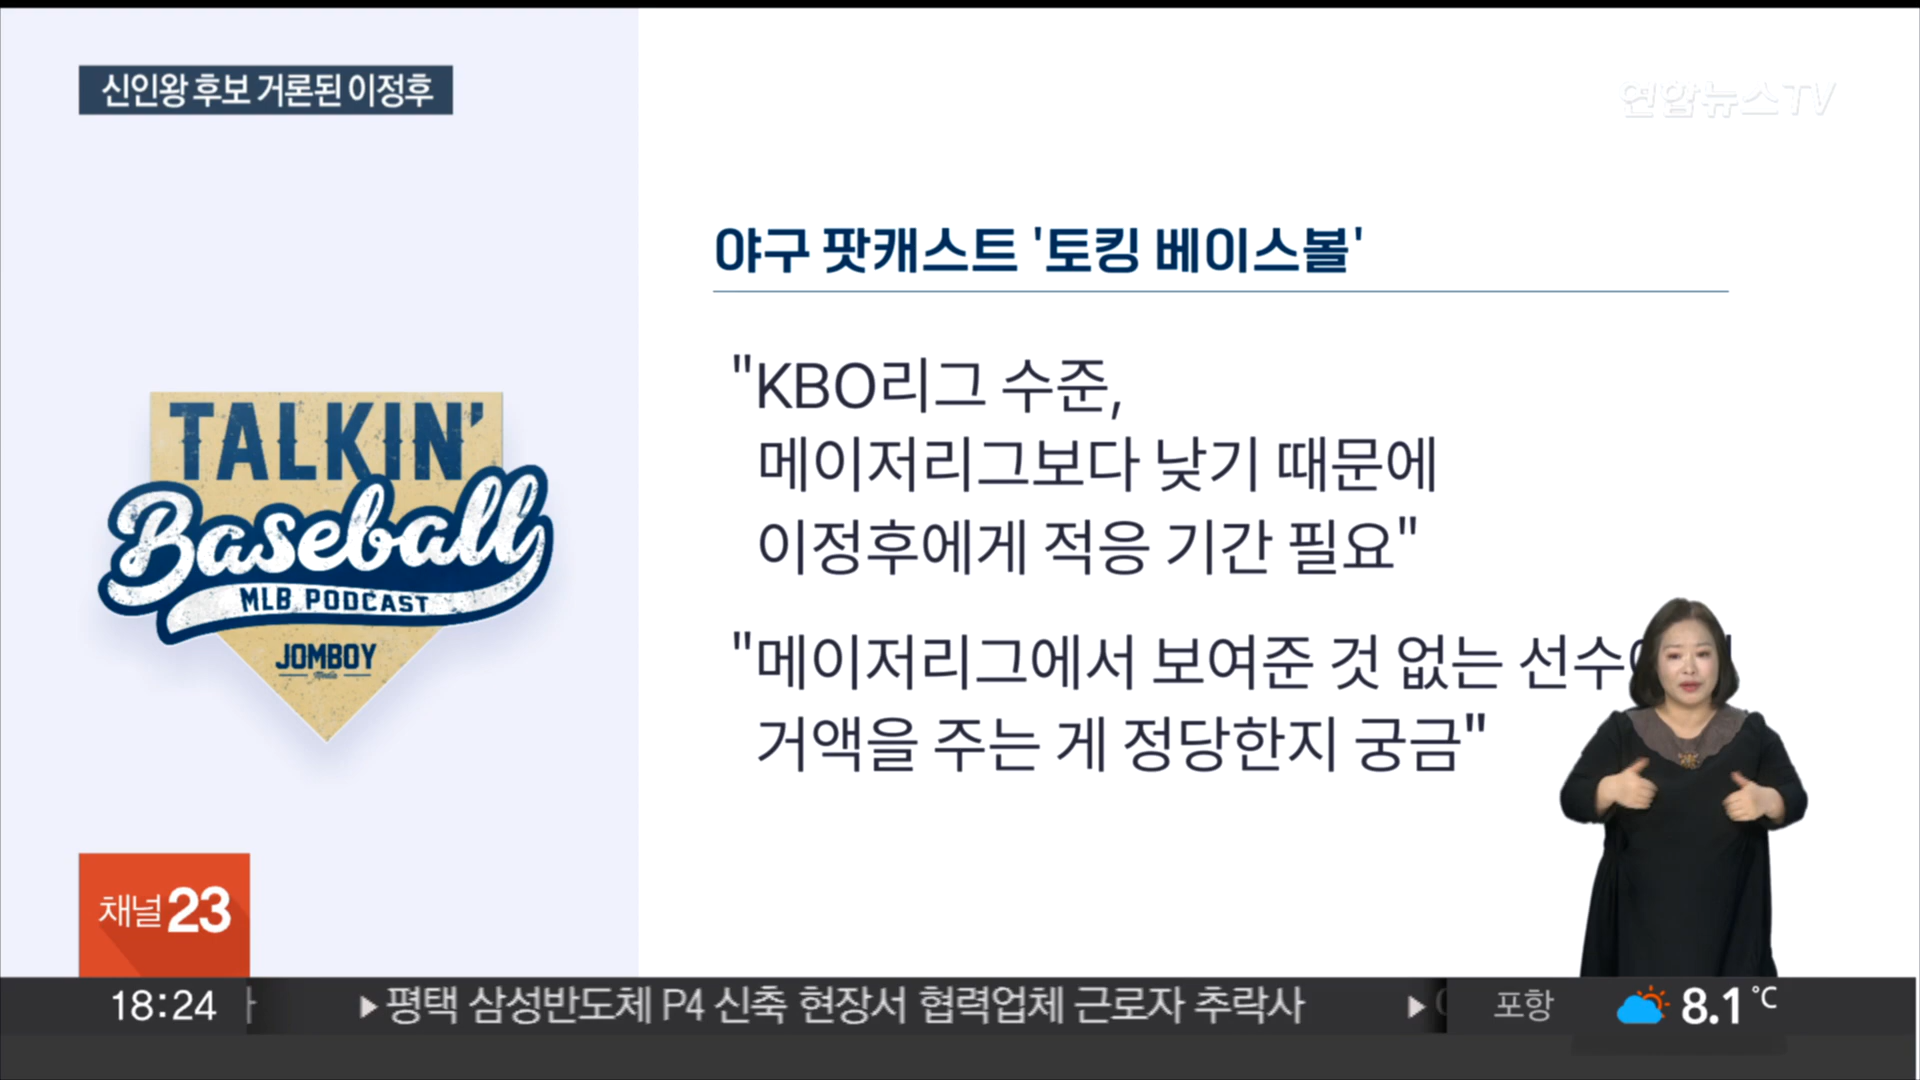 신인왕 후보 거론된 이정후
연합뉴스TV
야구 팟캐스트 '토킹 베이스볼'
"KBO리그 수준,
메이저리그보다 낮기 때문에
이정후에게 적응 기간 필요"
"메이저리그에서 보여준 것 없는
거액을 주는 게 정당한지 궁금"
TALKIN'
Baseball
MLB PODCAST
JOMBOY
Media
채널 23
18:24
▶평택 삼성반도체 P4 신축 현장서 협력업체 근로자 추락사
▶
포항
8.1℃